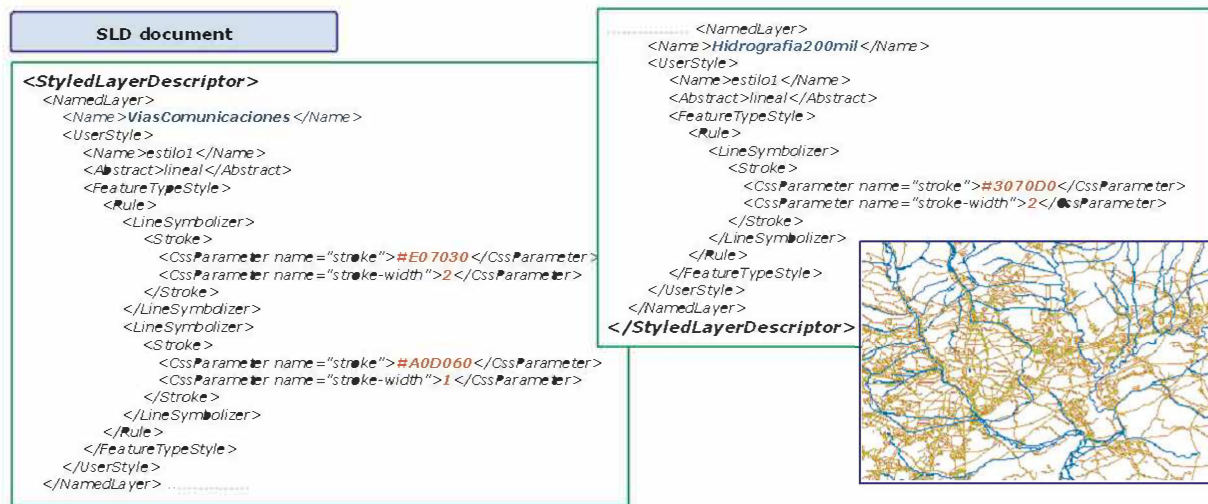 SLD document
<StyledLayerDescriptor>
<NamedLayer>
<Name>ViasComunicaciones</Name>
<UserStyle>
<Name>estilo1</Name>
<Abstract>lineal</Abstract>
<FeatureTypeStyle>
<Rule>
<LineSymbolizer>
<Stroke>
<CssParameter name="stroke">#E07030</CssParameter>
<CssParameter name="stroke-width">2</CssParameter>
</Stroke>
</LineSymbolizer>
<LineSymbolizer>
<Stroke>
<CssParameter name="stroke">#A0D060</CssParameter>
<CssParameter name="stroke-width">1</CssParameter>
</Stroke>
</LineSymbolizer>
</Rule>
</FeatureTypeStyle>
</UserStyle>
</NamedLayer>
<NamedLayer>
<Name>Hidrografia200mil</Name>
<UserStyle>
<Name>estilo1</Name>
<Abstract>lineal</Abstract>
<FeatureTypeStyle>
<Rule>
<LineSymbolizer>
<Stroke>
<CssParameter name="stroke">#3070D0</CssParameter>
<CssParameter name="stroke-width">2</CssParameter>
</Stroke>
</LineSymbolizer>
</Rule>
</FeatureTypeStyle>
</UserStyle>
</NamedLayer>
</StyledLayerDescriptor>